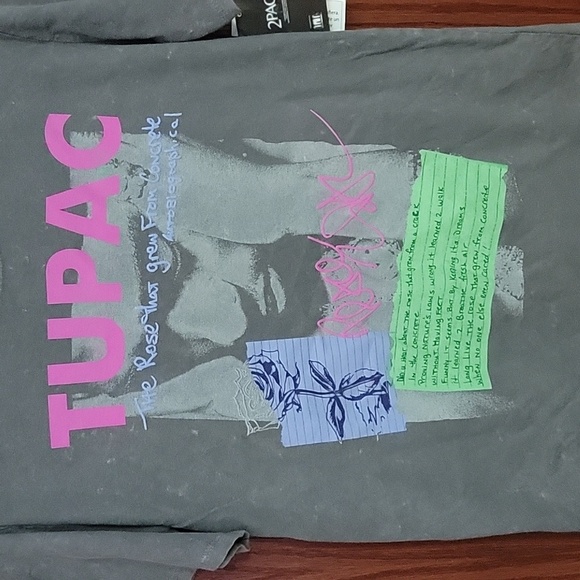 2PAC
TUPAC
The Rose that grew From Concrete
Autobiographical
Did u hear about the rose that grew from a crack
in the concrete
Proving nature's laws wrong it learned 2 walk
without having feet
Funny it seems but by keeping its dreams
it learned 2 breathe fresh air
Long live the rose that grew from concrete
when no one else even cared!